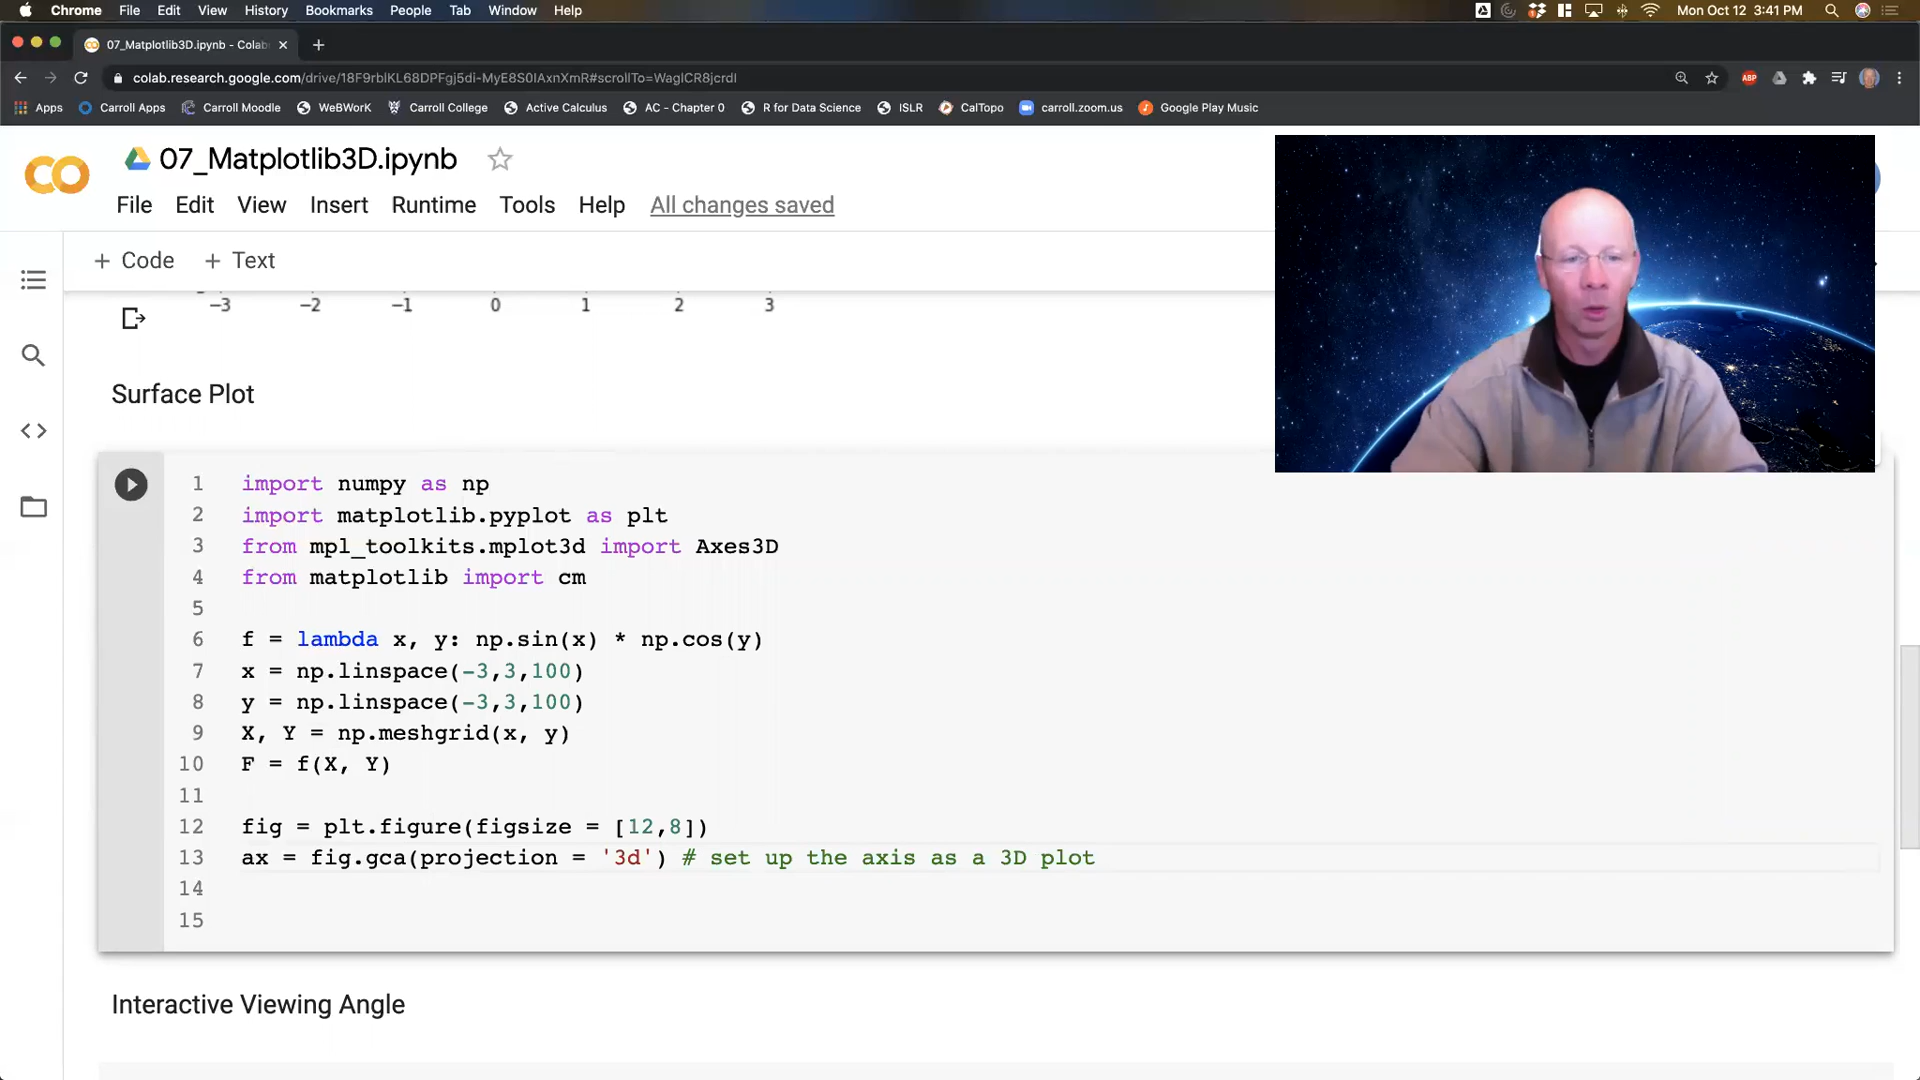 Chrome File Edit View History Bookmarks People Tab Window Help Mon Oct 12 3:41 PM
07_Matplotlib3D.ipynb - Colab
colab.research.google.com/drive/18F9rblKL68DPFgj5di-MyE8S0IAxnXmR#scrollTo=WaglCR8jcrdI ABP
Apps Carroll Apps Carroll Moodle WeBWorK Carroll College Active Calculus AC - Chapter 0 R for Data Science ISLR CalTopo carroll.zoom.us Google Play Music
CO 07_Matplotlib3D.ipynb
File Edit View Insert Runtime Tools Help All changes saved
+ Code + Text
−3 −2 −1 0 1 2 3
Surface Plot
1 import numpy as np
2 import matplotlib.pyplot as plt
3 from mpl_toolkits.mplot3d import Axes3D
4 from matplotlib import cm
5
6 f = lambda x, y: np.sin(x) * np.cos(y)
7 x = np.linspace(-3,3,100)
8 y = np.linspace(-3,3,100)
9 X, Y = np.meshgrid(x, y)
10 F = f(X, Y)
11
12 fig = plt.figure(figsize = [12,8])
13 ax = fig.gca(projection = '3d') # set up the axis as a 3D plot
14
15
Interactive Viewing Angle